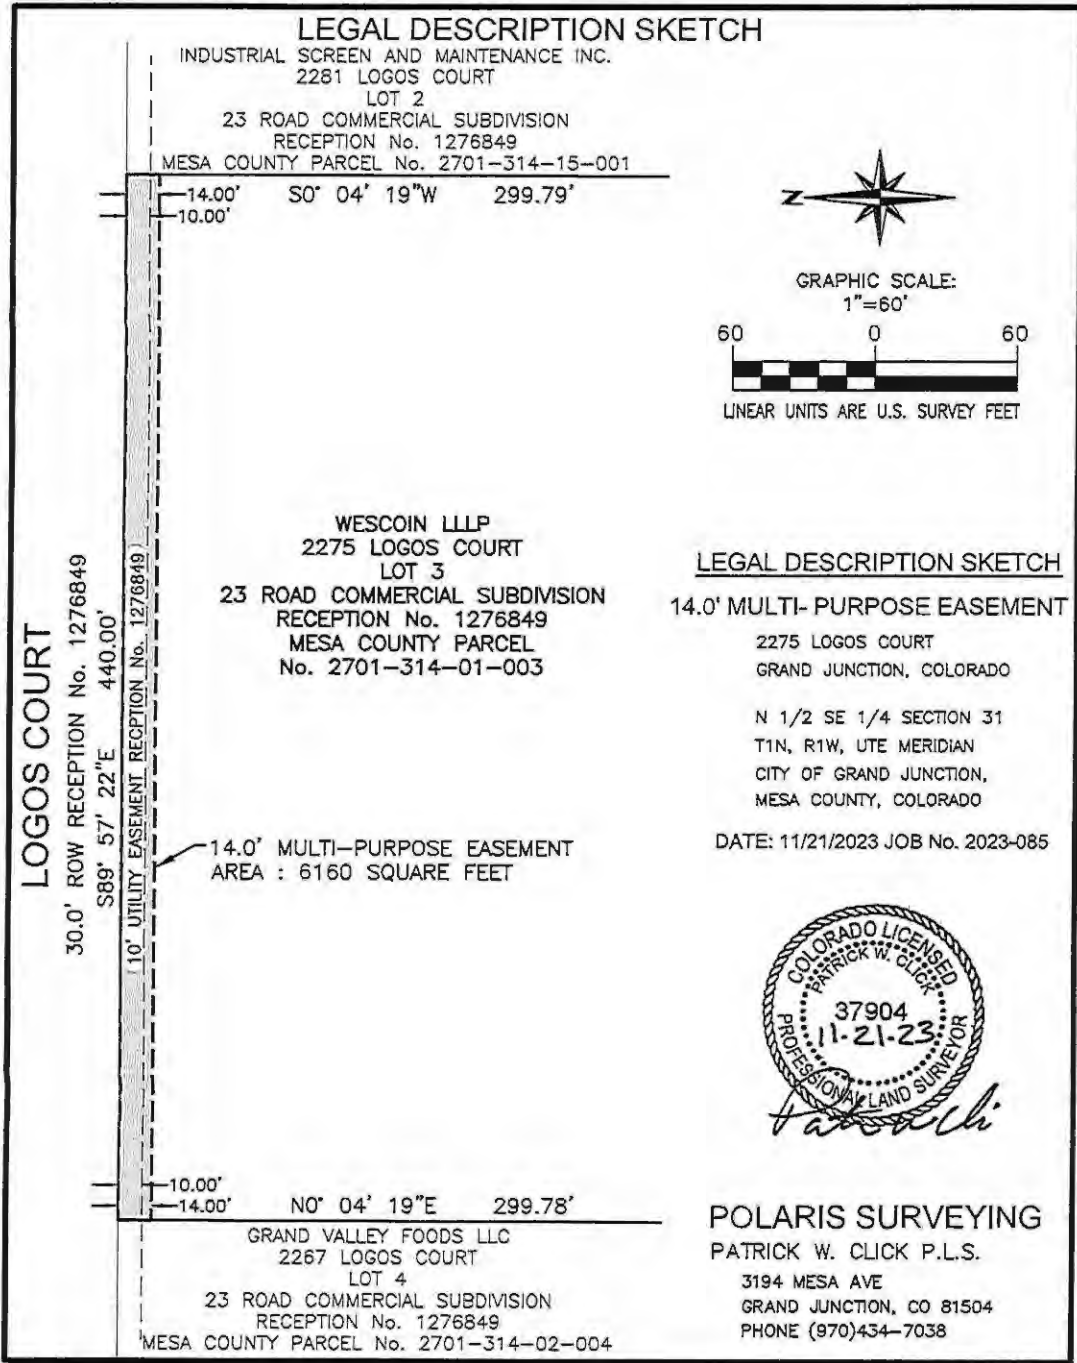 LEGAL DESCRIPTION SKETCH
INDUSTRIAL SCREEN AND MAINTENANCE INC.
2281 LOGOS COURT
LOT 2
23 ROAD COMMERCIAL SUBDIVISION
RECEPTION No. 1276849
MESA COUNTY PARCEL No. 2701-314-15-001
14.00' S0° 04' 19"W 299.79'
10.00'
LOGOS COURT
30.0' ROW RECEPTION No. 1276849
S89° 57' 22"E 440.00'
(10' UTILITY EASEMENT RECPTION No. 1276849)
WESCOIN LLLP
2275 LOGOS COURT
LOT 3
23 ROAD COMMERCIAL SUBDIVISION
RECEPTION No. 1276849
MESA COUNTY PARCEL
No. 2701-314-01-003
14.0' MULTI-PURPOSE EASEMENT
AREA : 6160 SQUARE FEET
10.00'
14.00' N0° 04' 19"E 299.78'
GRAND VALLEY FOODS LLC
2267 LOGOS COURT
LOT 4
23 ROAD COMMERCIAL SUBDIVISION
RECEPTION No. 1276849
MESA COUNTY PARCEL No. 2701-314-02-004
N
GRAPHIC SCALE:
1"=60'
60 0 60
LINEAR UNITS ARE U.S. SURVEY FEET
LEGAL DESCRIPTION SKETCH
14.0' MULTI- PURPOSE EASEMENT
2275 LOGOS COURT
GRAND JUNCTION, COLORADO
N 1/2 SE 1/4 SECTION 31
T1N, R1W, UTE MERIDIAN
CITY OF GRAND JUNCTION,
MESA COUNTY, COLORADO
DATE: 11/21/2023 JOB No. 2023-085
COLORADO LICENSED
PATRICK W. CLICK
37904
11-21-23
PROFESSIONAL LAND SURVEYOR
POLARIS SURVEYING
PATRICK W. CLICK P.L.S.
3194 MESA AVE
GRAND JUNCTION, CO 81504
PHONE (970)434-7038